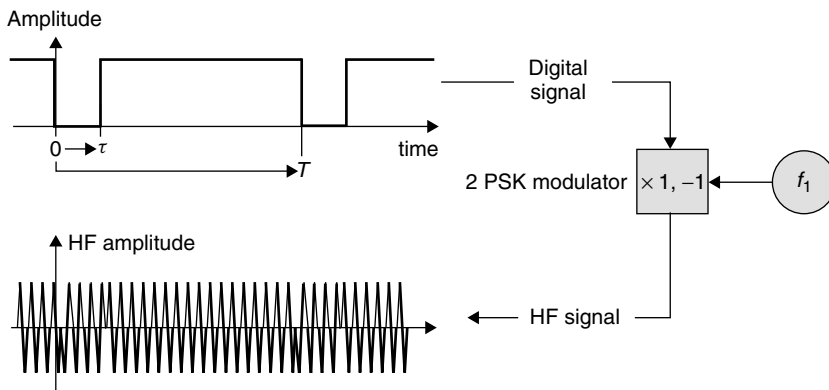 Amplitude
0
τ
T
time
Digital
signal
2 PSK modulator
× 1, −1
f₁
HF amplitude
HF signal